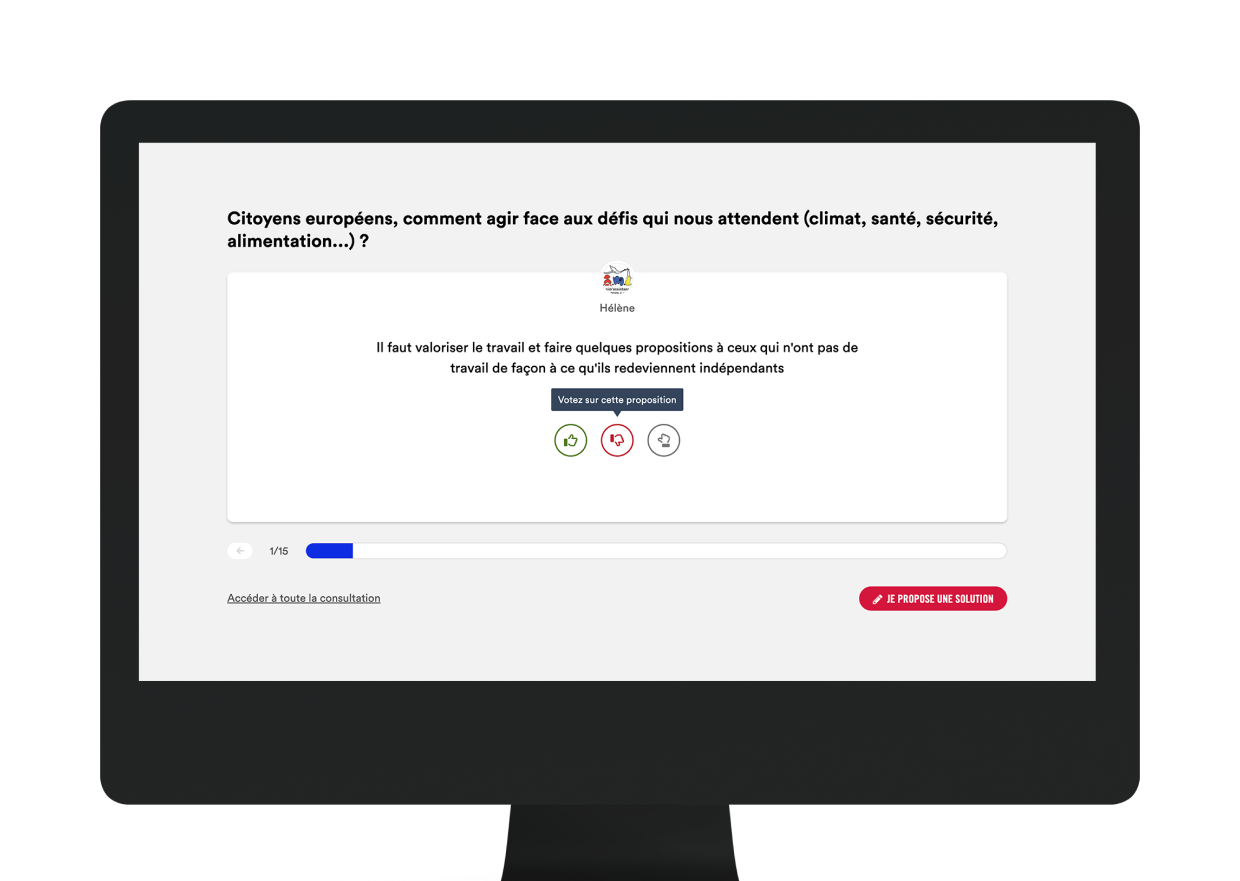 Citoyens européens, comment agir face aux défis qui nous attendent (climat, santé, sécurité,
alimentation...) ?
Hélène
Il faut valoriser le travail et faire quelques propositions à ceux qui n'ont pas de
travail de façon à ce qu'ils redeviennent indépendants
Votez sur cette proposition
1/15
Accéder à toute la consultation
JE PROPOSE UNE SOLUTION